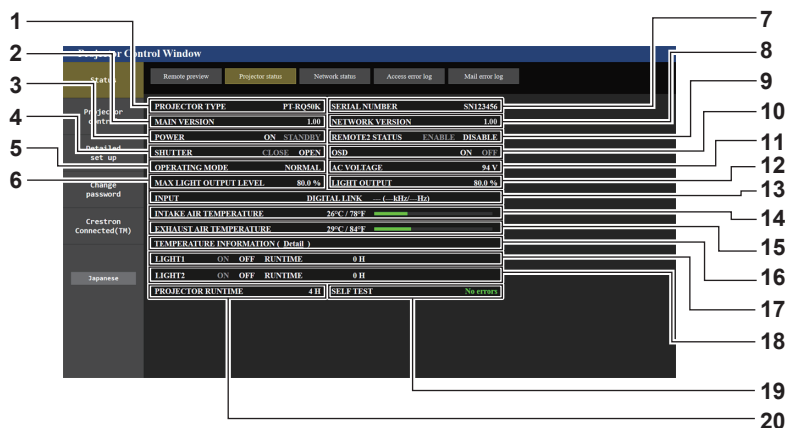 1
2
3
4
5
6
7
8
9
10
11
12
13
14
15
16
17
18
19
20
Projector Control Window
Status
Projector control
Detailed set up
Change password
Crestron Connected(TM)
Japanese
Remote preview Projector status Network status Access error log Mail error log
PROJECTOR TYPE PT-RQ50K SERIAL NUMBER SN123456
MAIN VERSION 1.00 NETWORK VERSION 1.00
POWER ON STANDBY REMOTE2 STATUS ENABLE DISABLE
SHUTTER CLOSE OPEN OSD ON OFF
OPERATING MODE NORMAL AC VOLTAGE 94 V
MAX LIGHT OUTPUT LEVEL 80.0 % LIGHT OUTPUT 80.0 %
INPUT DIGITAL LINK ---(---kHz/---Hz)
INTAKE AIR TEMPERATURE 26°C / 78°F
EXHAUST AIR TEMPERATURE 29°C / 84°F
TEMPERATURE INFORMATION ( Detail )
LIGHT1 ON OFF RUNTIME 0 H
LIGHT2 ON OFF RUNTIME 0 H
PROJECTOR RUNTIME 4 H SELF TEST No errors